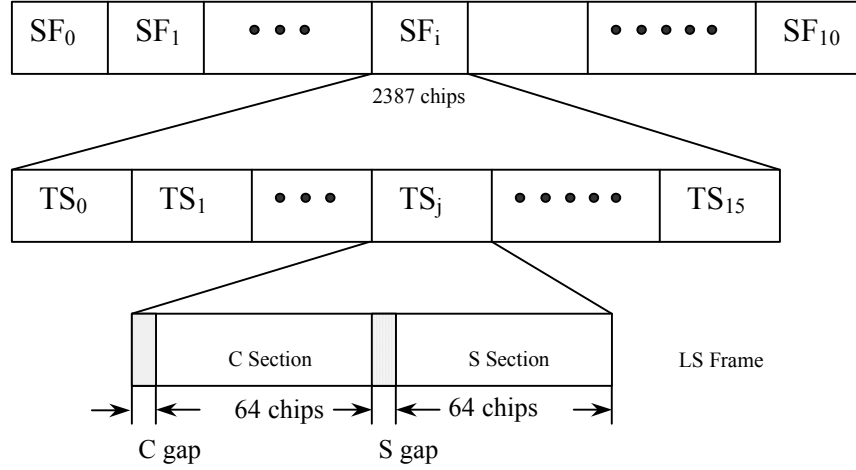 SF₀ SF₁ ••• SFᵢ ••••• SF₁₀
2387 chips
TS₀ TS₁ ••• TSⱼ ••••• TS₁₅
C Section S Section LS Frame
64 chips 64 chips
C gap S gap